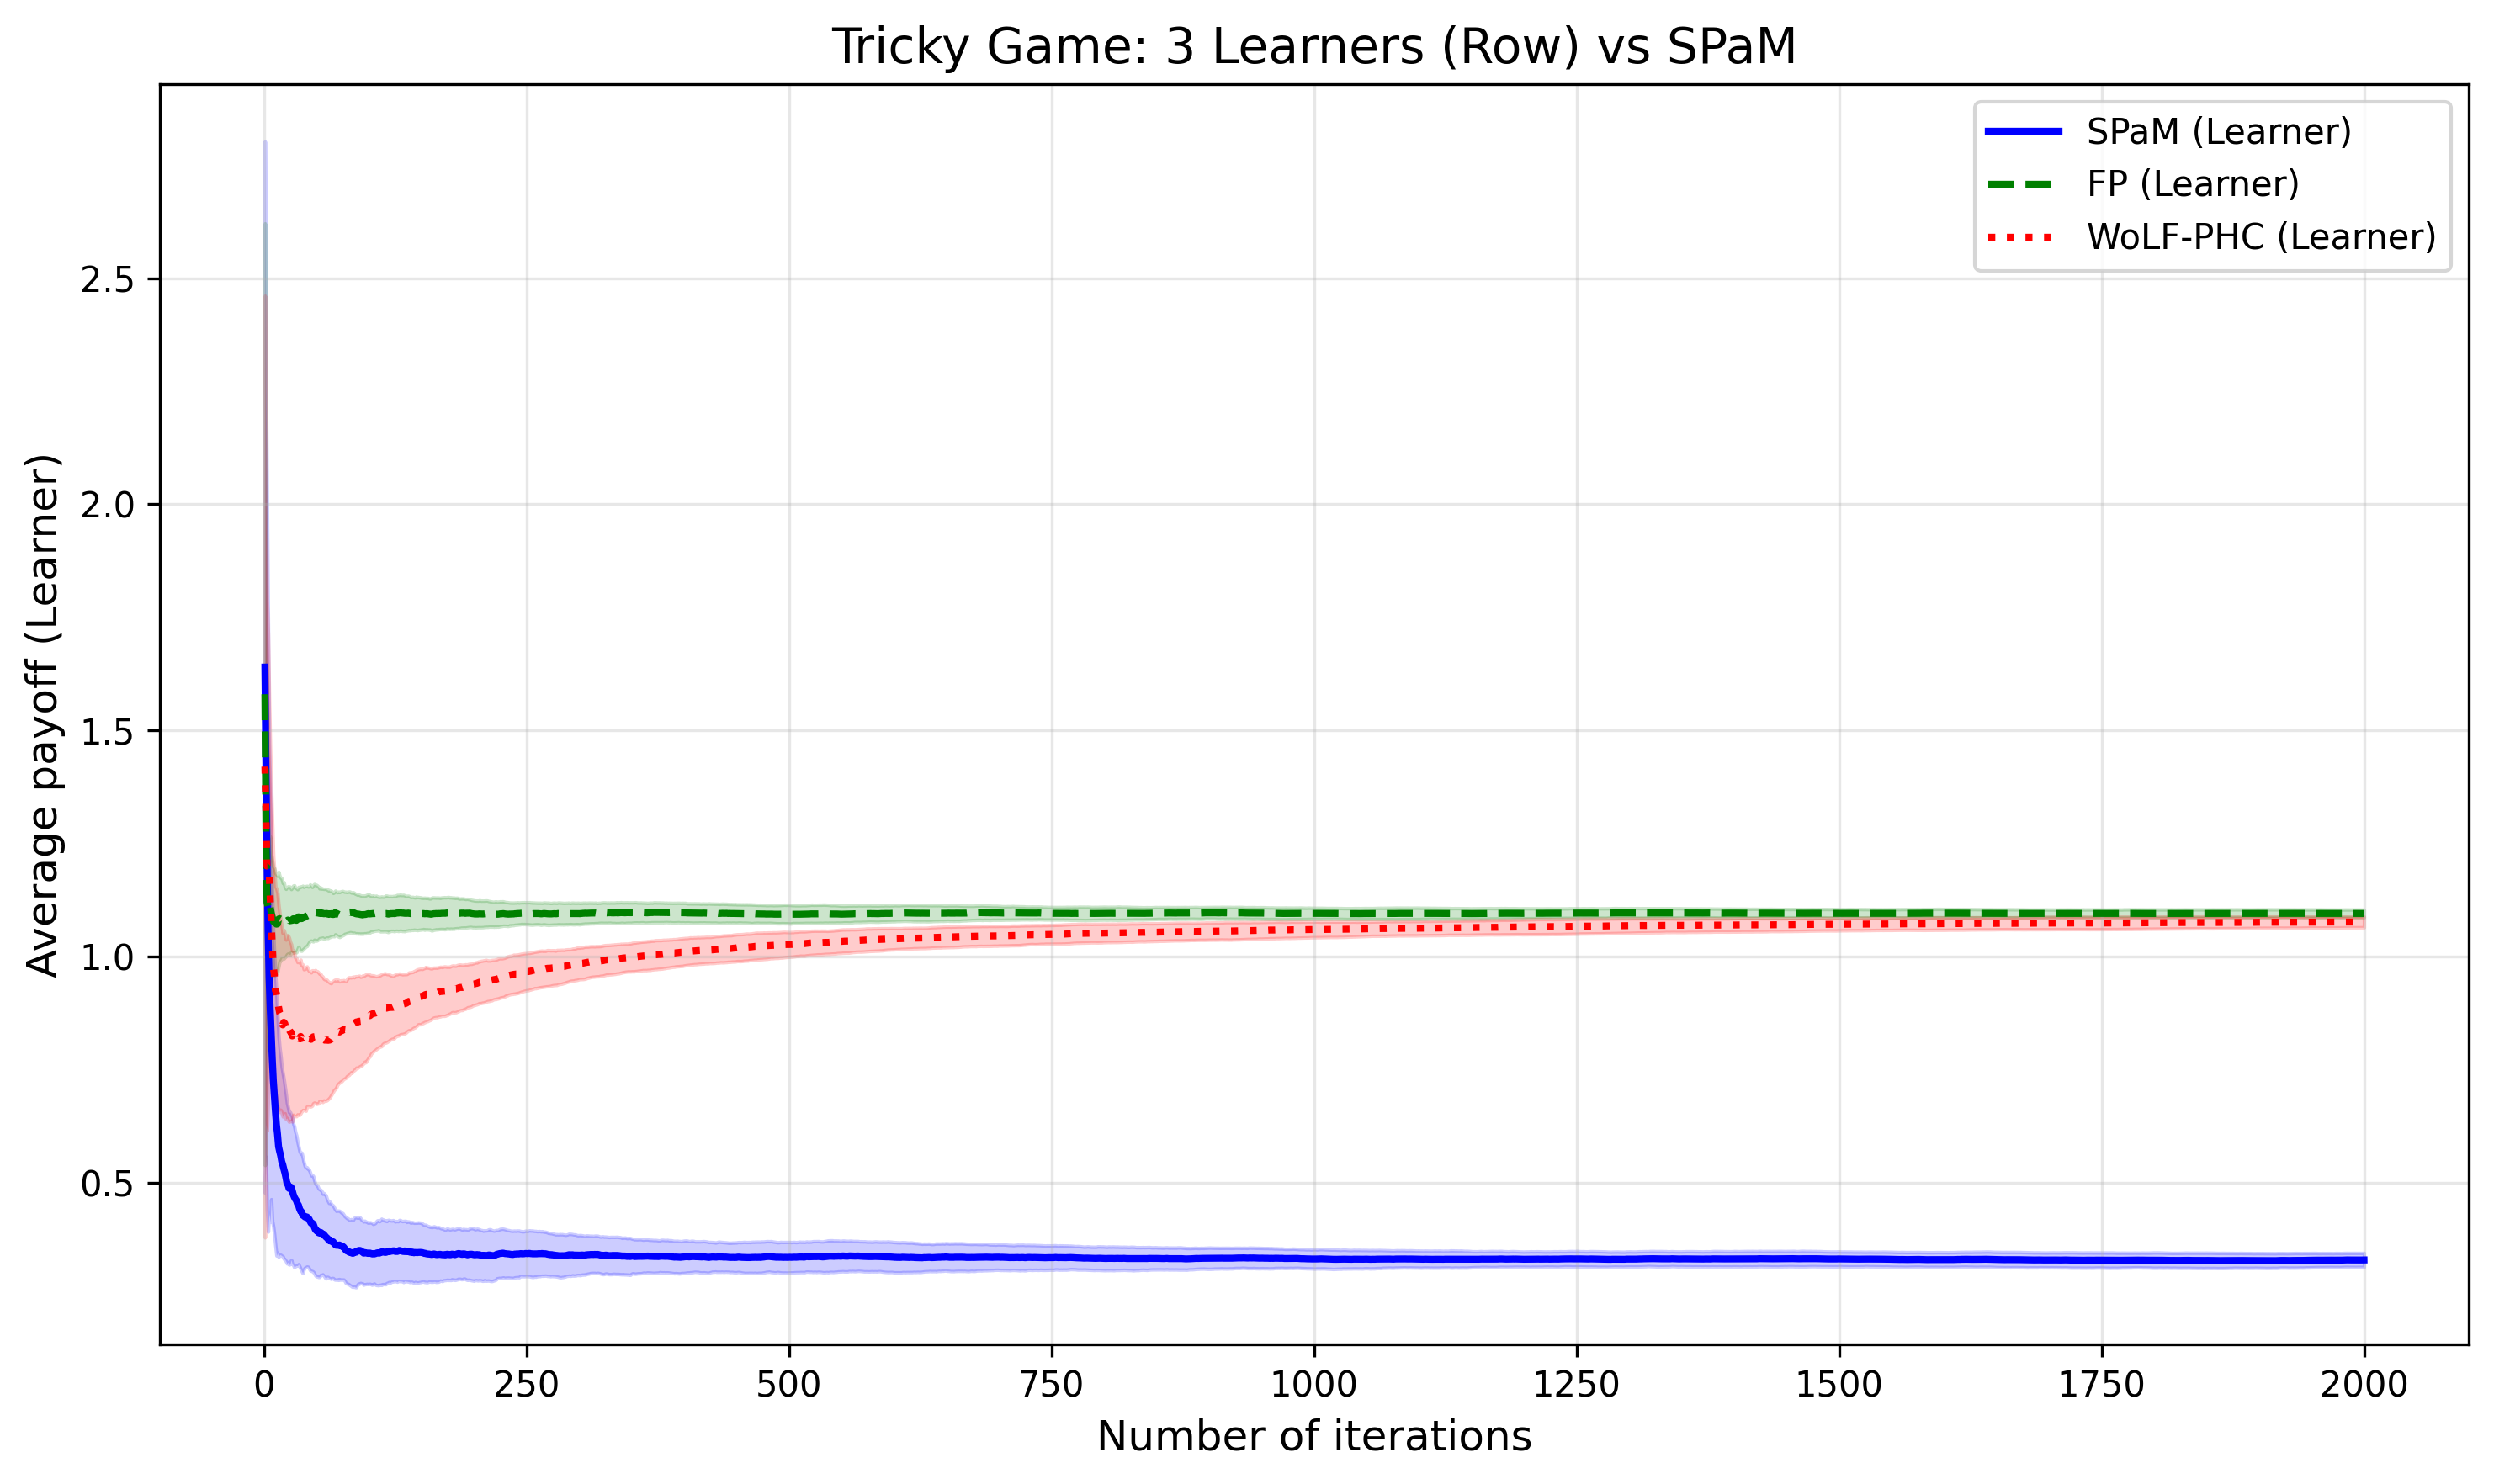 Tricky Game: 3 Learners (Row) vs SPaM
SPaM (Learner)
FP (Learner)
WoLF-PHC (Learner)
Average payoff (Learner)
2.5
2.0
1.5
1.0
0.5
0 250 500 750 1000 1250 1500 1750 2000
Number of iterations